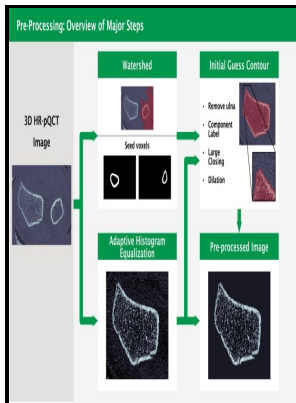 Pre-Processing: Overview of Major Steps
Watershed
Initial Guess Contour
3D HR-pQCT
Image
Seed voxels
• Remove ulna
• Component
Label
• Large
Closing
• Dilation
Adaptive Histogram
Equalization
Pre-processed Image